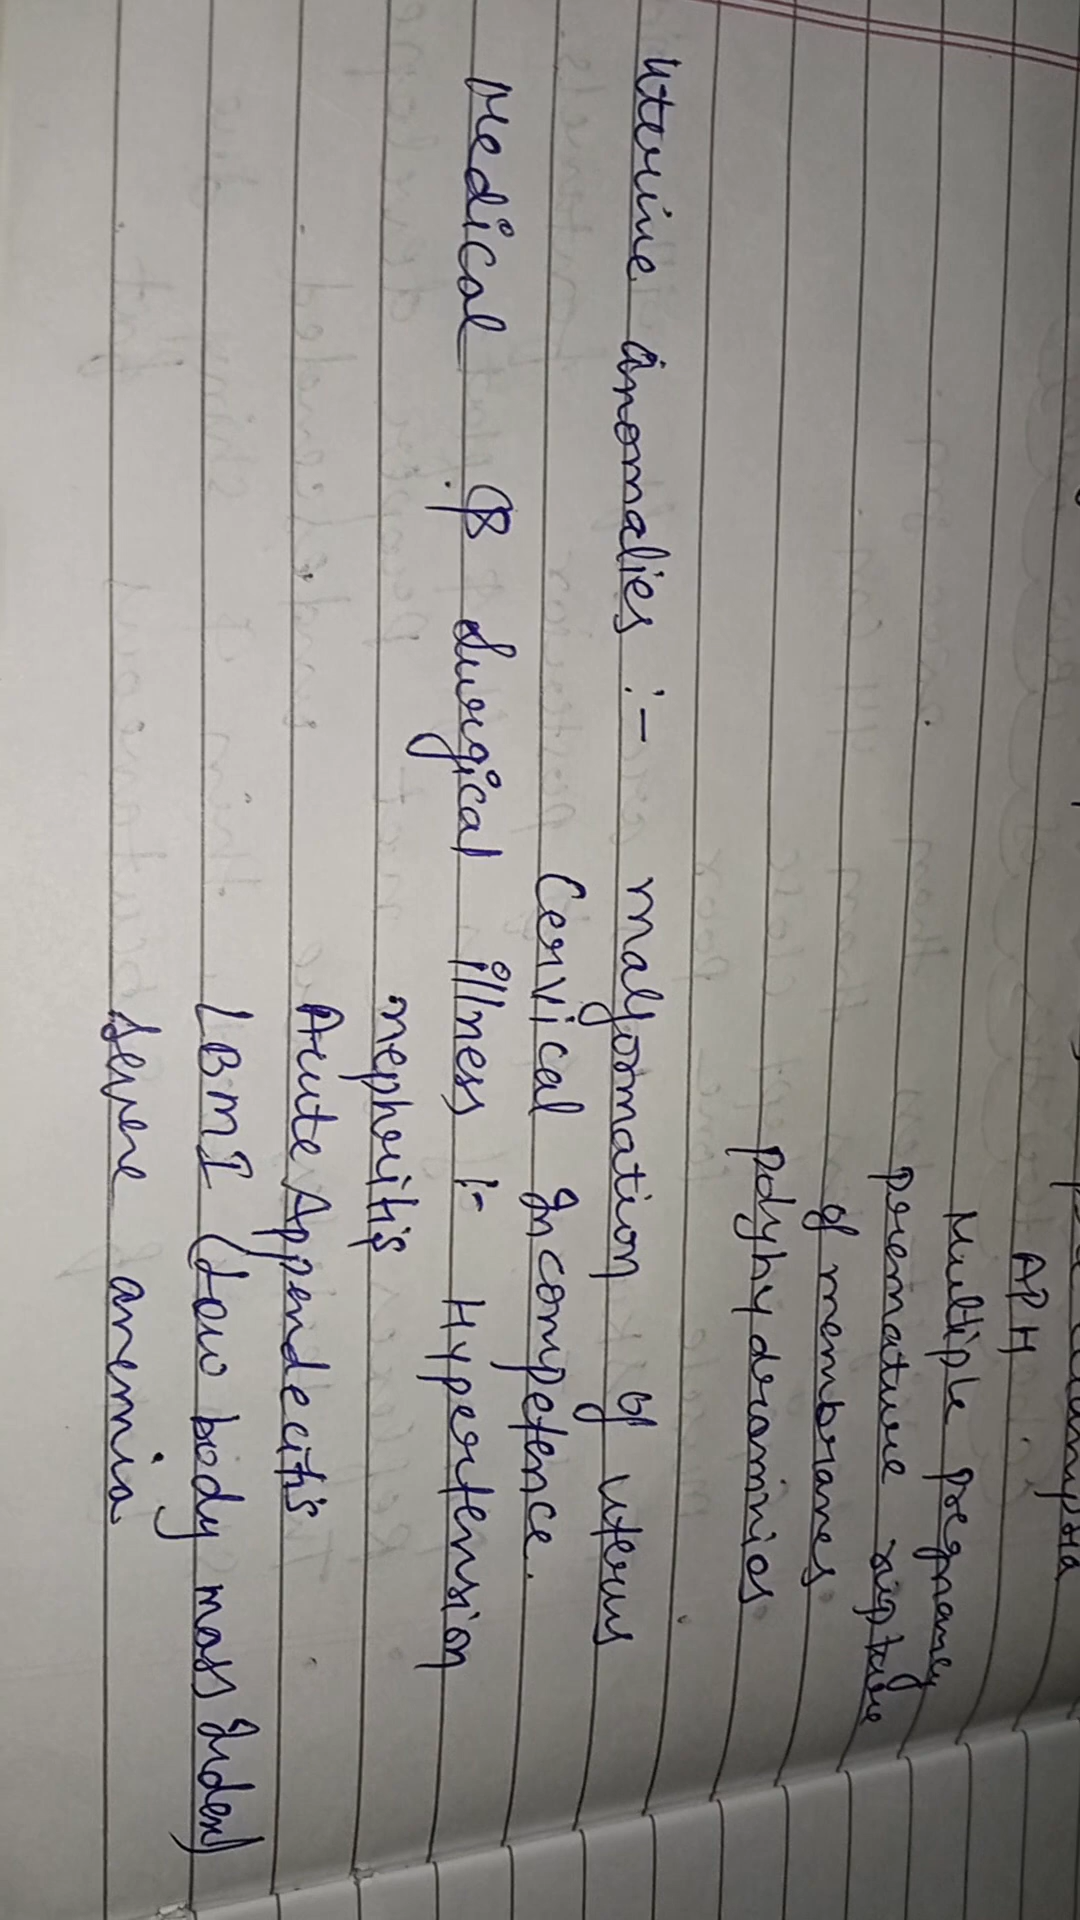 APH
Multiple pregnancy
premature rupture
of membranes
polyhydramnios
Uterine anomalies :- malformation of uterus
Cervical Incompetence.
Medical & Surgical illness :- Hypertension
nephritis
Acute Appendecitis
LBMI (Low body mass Index)
Severe anemia